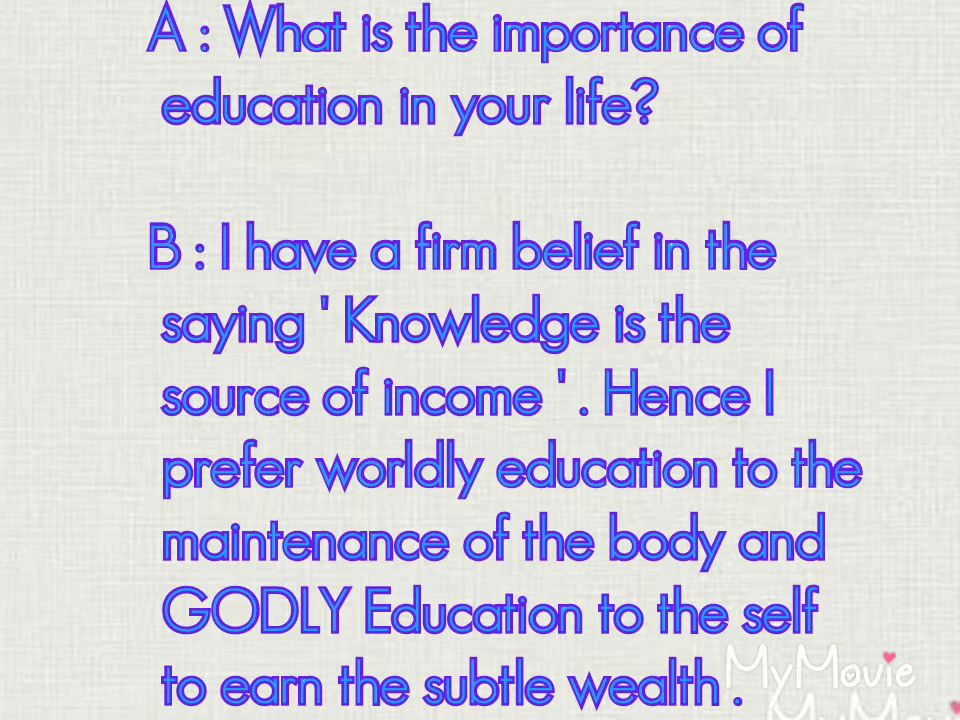 A : What is the importance of
education in your life?
B : I have a firm belief in the
saying ' Knowledge is the
source of income ' . Hence I
prefer worldly education to the
maintenance of the body and
GODLY Education to the self
to earn the subtle wealth .
MyMovie